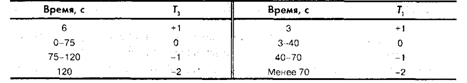 Время, с T₃ Время, с T₁
6 +1 3 +1
0–75 0 3–40 0
75–120 –1 40–70 –1
120 –2 Менее 70 –2